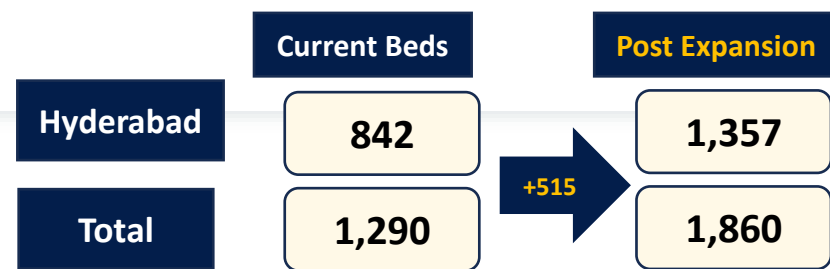 Current Beds Post Expansion
Hyderabad 842 1,357
+515
Total 1,290 1,860